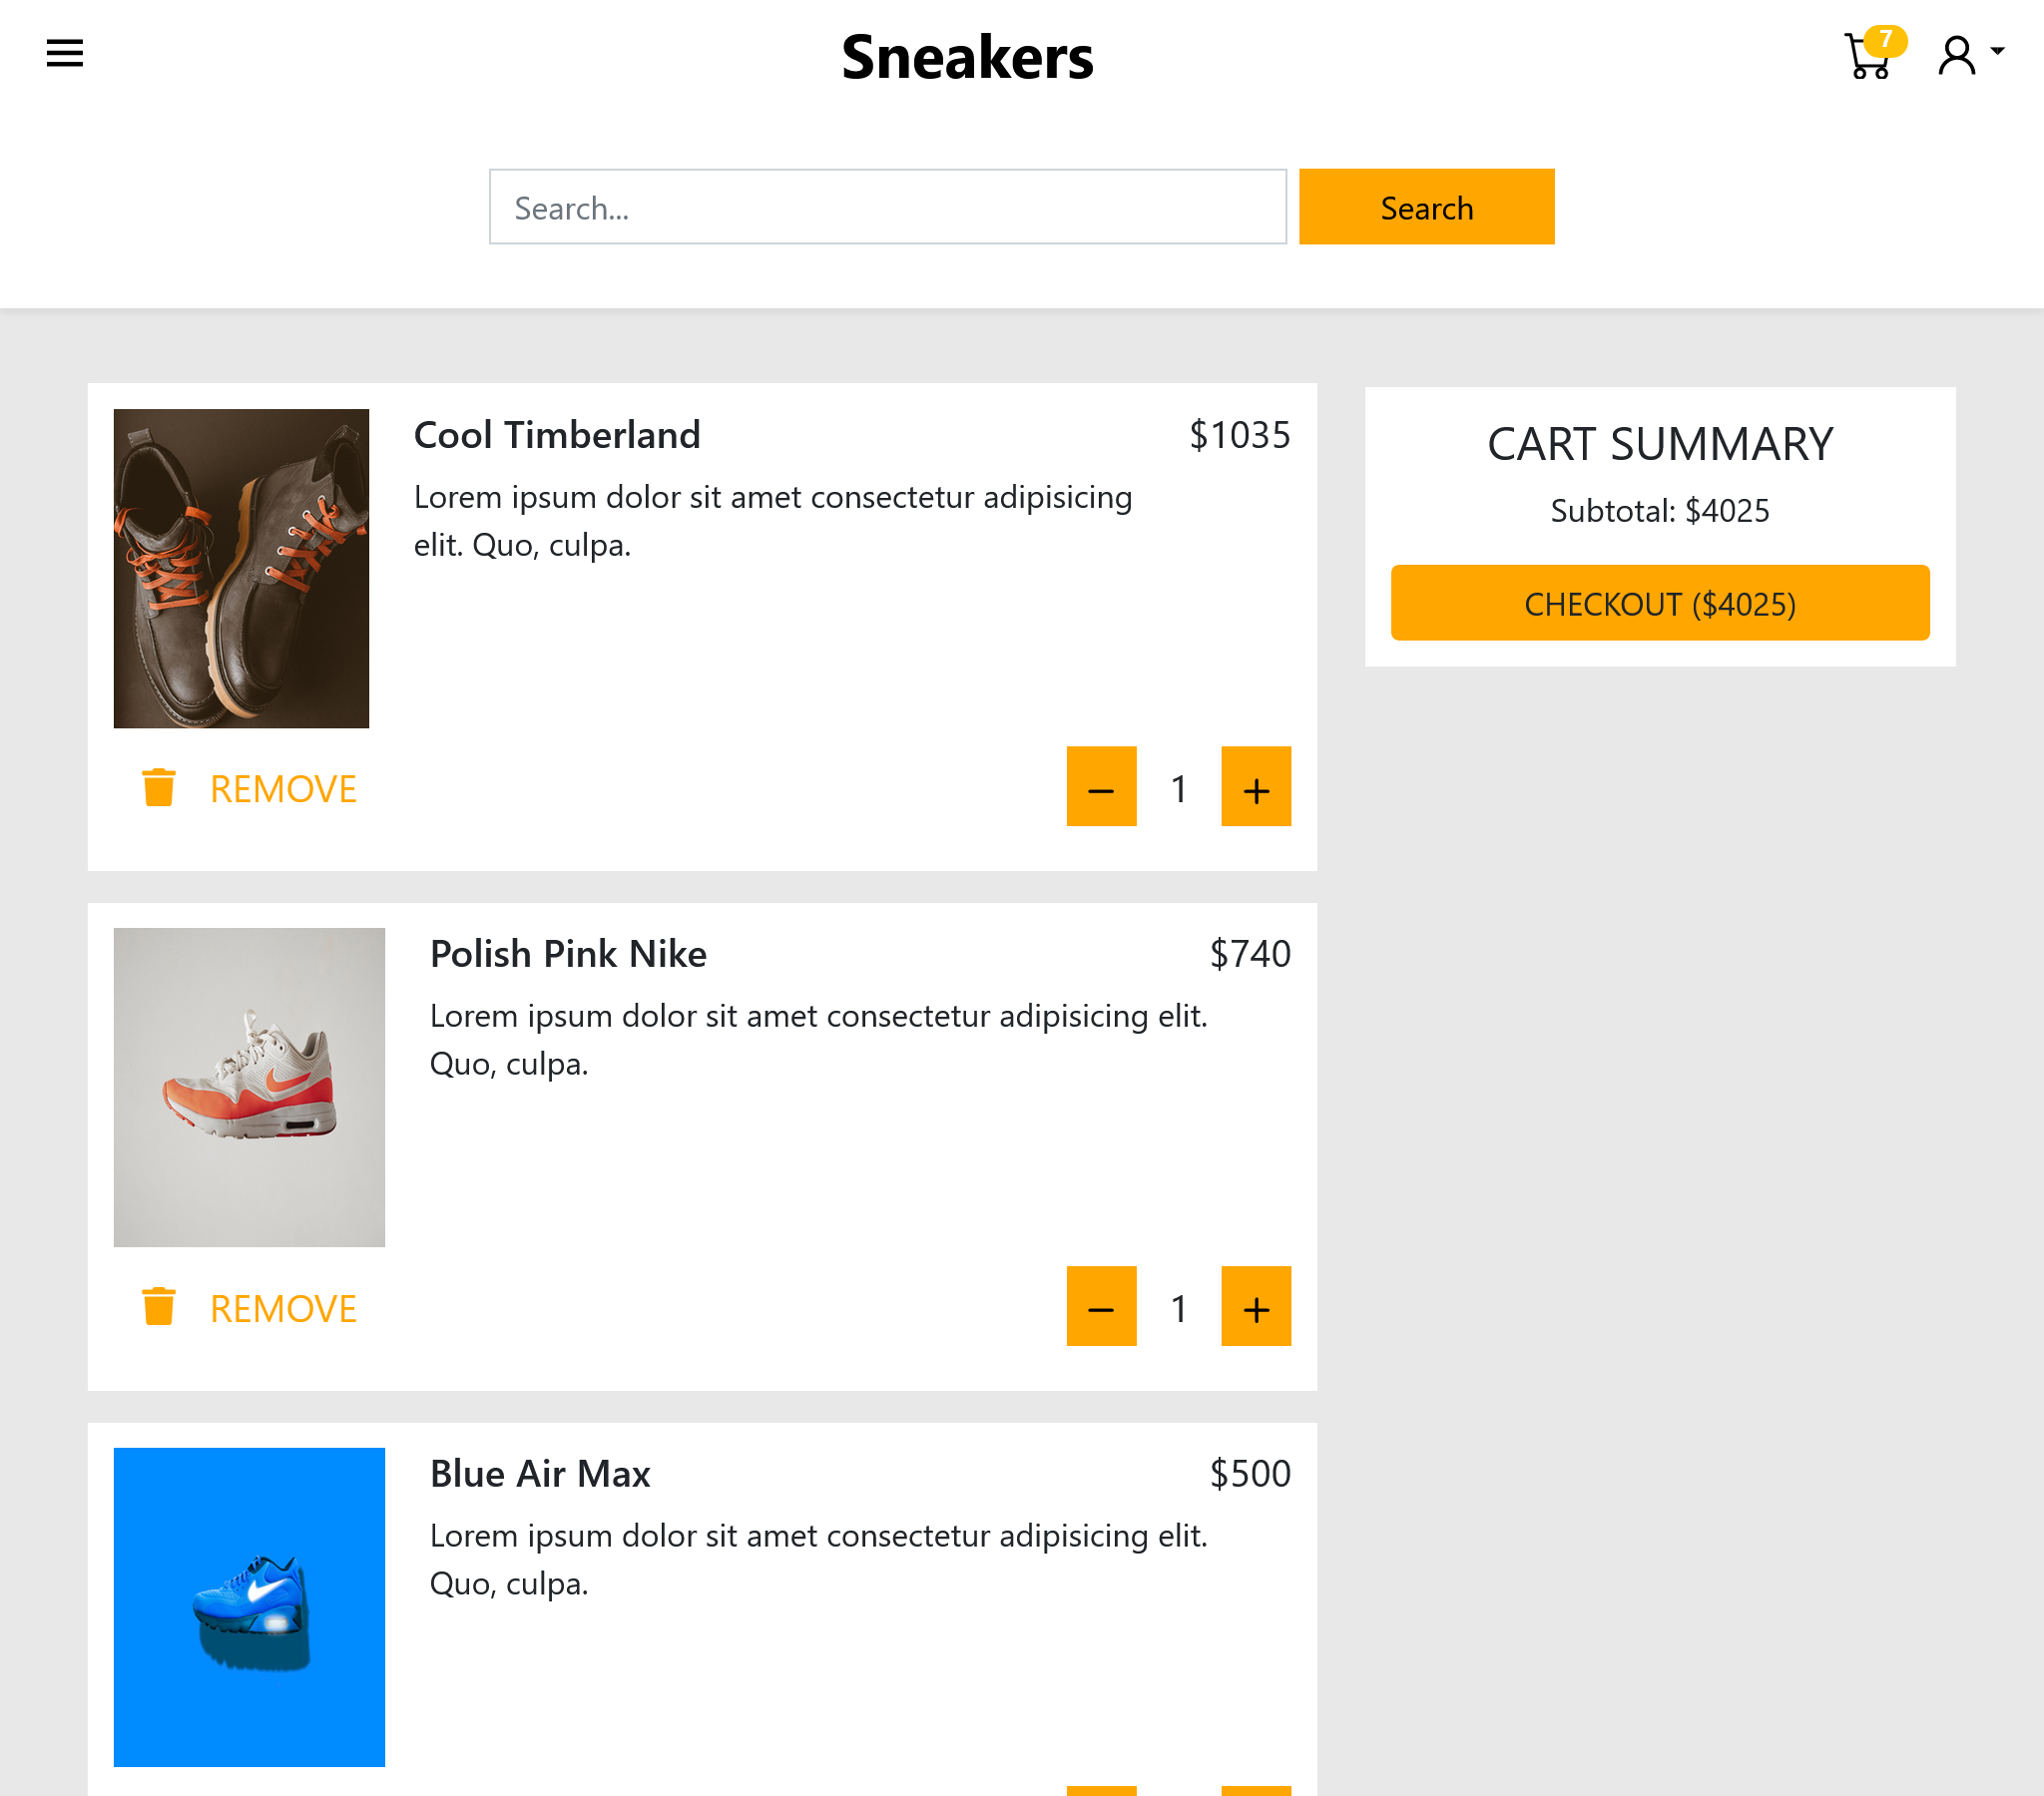 Sneakers
7
Search...
Search
Cool Timberland
$1035
Lorem ipsum dolor sit amet consectetur adipisicing
elit. Quo, culpa.
REMOVE
1
CART SUMMARY
Subtotal: $4025
CHECKOUT ($4025)
Polish Pink Nike
$740
Lorem ipsum dolor sit amet consectetur adipisicing elit.
Quo, culpa.
REMOVE
1
Blue Air Max
$500
Lorem ipsum dolor sit amet consectetur adipisicing elit.
Quo, culpa.